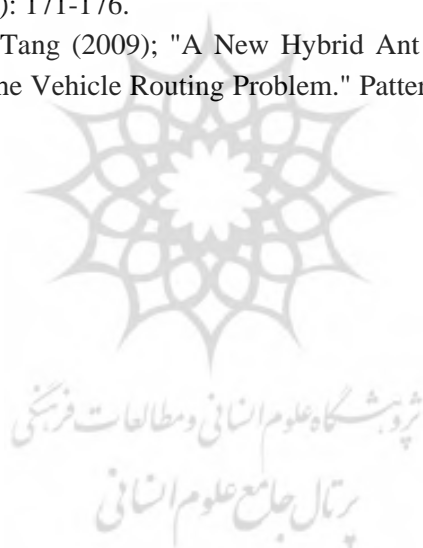 ): 171-176.
Tang (2009); "A New Hybrid Ant
he Vehicle Routing Problem." Patter
پژوهشگاه علوم انسانی و مطالعات فرهنگی
پرتال جامع علوم انسانی